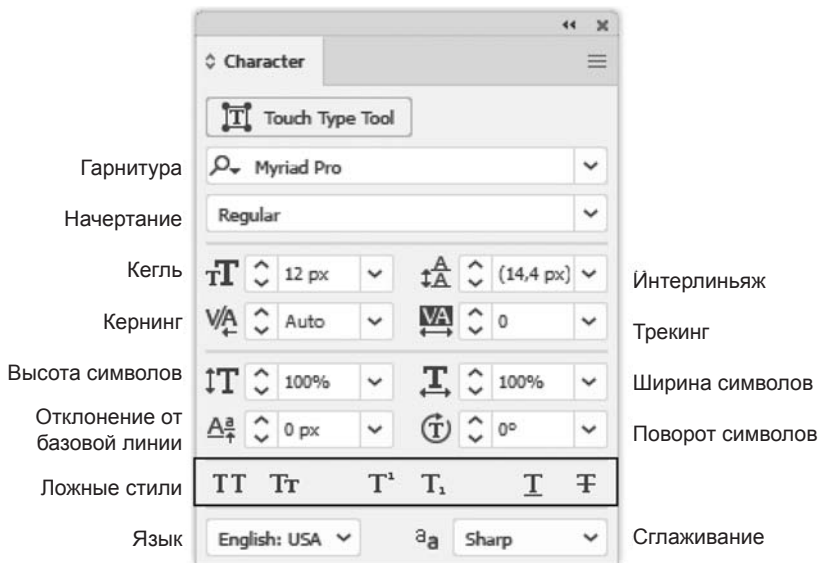 Character
Touch Type Tool
Гарнитура Myriad Pro
Начертание Regular
Кегль 12 px (14,4 px) Интерлиньяж
Кернинг Auto 0 Трекинг
Высота символов 100% 100% Ширина символов
Отклонение от
базовой линии 0 px 0° Поворот символов
Ложные стили TT Tт T¹ T₁ T T
Язык English: USA aa Sharp Сглаживание